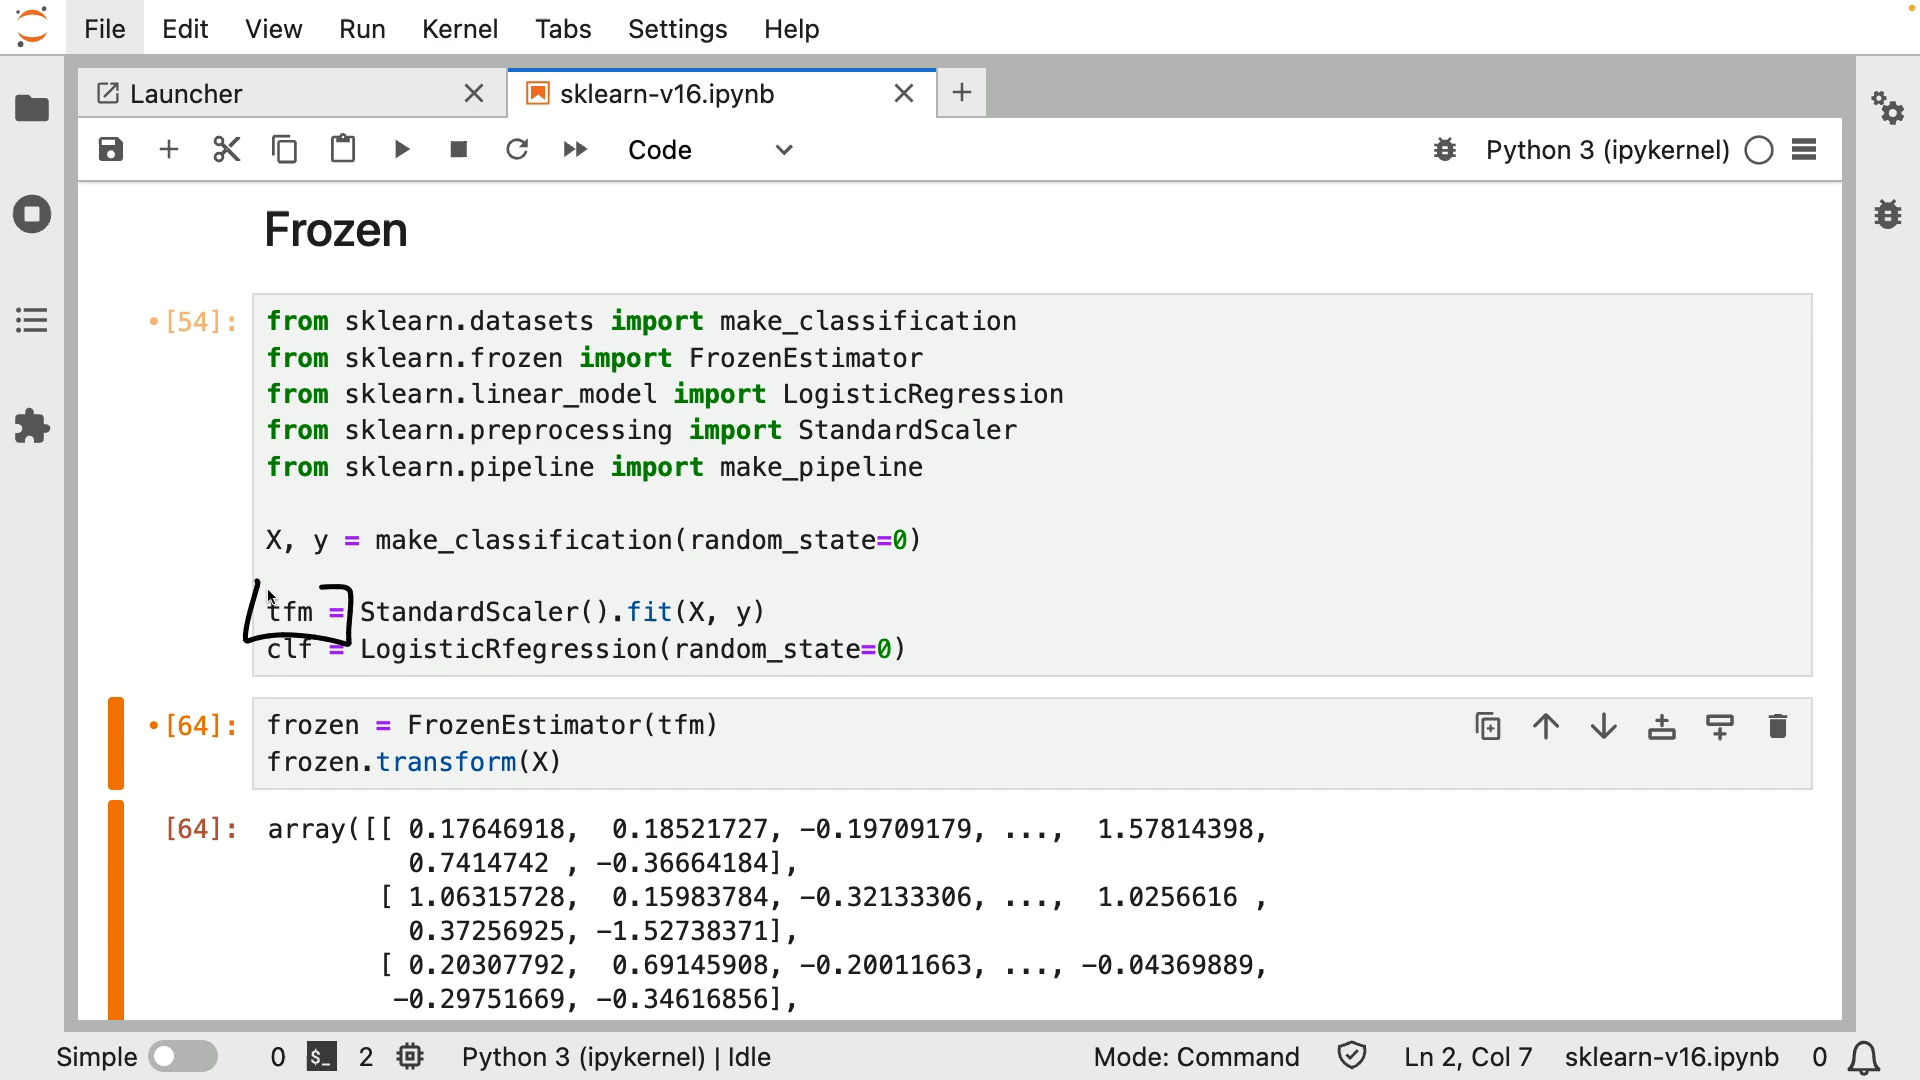 File Edit View Run Kernel Tabs Settings Help
Launcher
sklearn-v16.ipynb
Code
Python 3 (ipykernel)
Frozen
[54]:
from sklearn.datasets import make_classification
from sklearn.frozen import FrozenEstimator
from sklearn.linear_model import LogisticRegression
from sklearn.preprocessing import StandardScaler
from sklearn.pipeline import make_pipeline
X, y = make_classification(random_state=0)
tfm = StandardScaler().fit(X, y)
clf = LogisticRfegression(random_state=0)
[64]:
frozen = FrozenEstimator(tfm)
frozen.transform(X)
[64]:
array([[ 0.17646918, 0.18521727, -0.19709179, ..., 1.57814398,
0.7414742 , -0.36664184],
[ 1.06315728, 0.15983784, -0.32133306, ..., 1.0256616 ,
0.37256925, -1.52738371],
[ 0.20307792, 0.69145908, -0.20011663, ..., -0.04369889,
-0.29751669, -0.34616856],
Simple 0 $_ 2 Python 3 (ipykernel) | Idle Mode: Command Ln 2, Col 7 sklearn-v16.ipynb 0